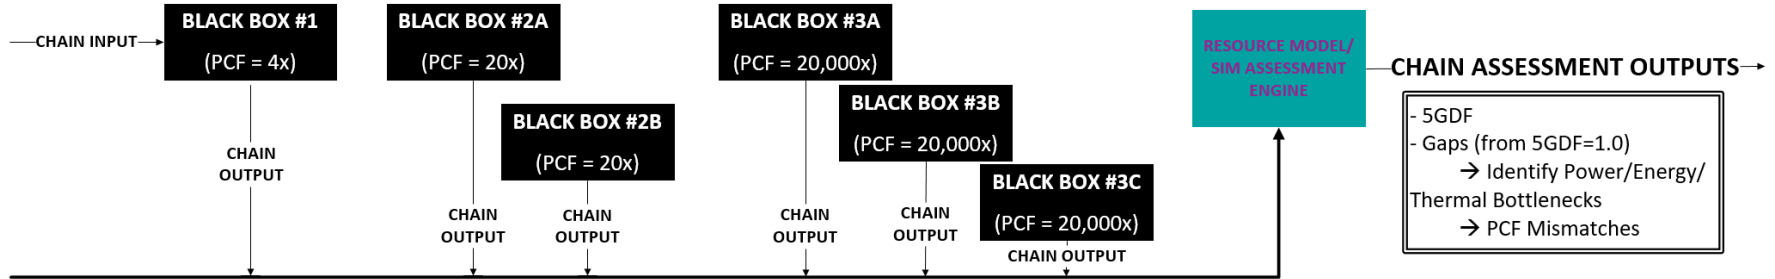 CHAIN INPUT
BLACK BOX #1
(PCF = 4x)
CHAIN
OUTPUT
BLACK BOX #2A
(PCF = 20x)
CHAIN
OUTPUT
BLACK BOX #2B
(PCF = 20x)
CHAIN
OUTPUT
BLACK BOX #3A
(PCF = 20,000x)
CHAIN
OUTPUT
BLACK BOX #3B
(PCF = 20,000x)
CHAIN
OUTPUT
BLACK BOX #3C
(PCF = 20,000x)
CHAIN OUTPUT
RESOURCE MODEL/
SIM ASSESSMENT
ENGINE
CHAIN ASSESSMENT OUTPUTS
- 5GDF
- Gaps (from 5GDF=1.0)
→ Identify Power/Energy/
Thermal Bottlenecks
→ PCF Mismatches